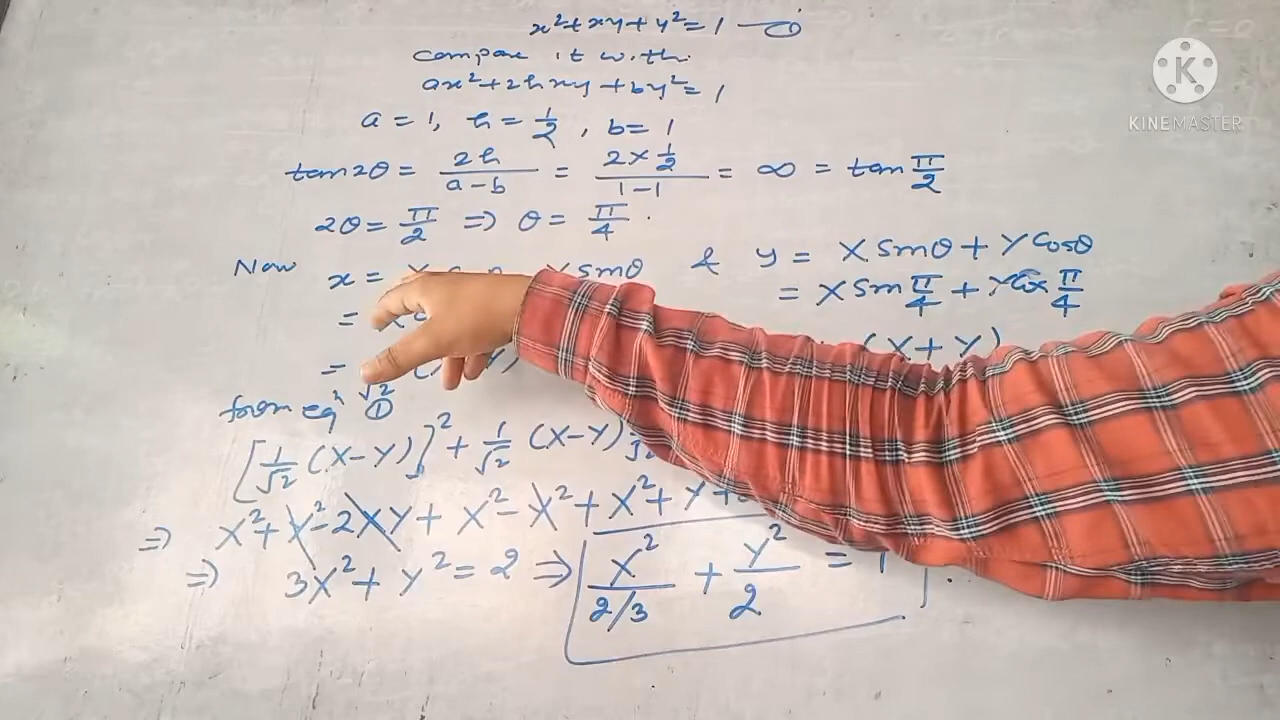 x²+xy+y²=1 —①
compare it with
ax²+2hxy+by²=1
a=1, h=1/2, b=1
tan2θ = 2h/(a-b) = (2×1/2)/(1-1) = ∞ = tan π/2
2θ = π/2 ⇒ θ = π/4 .
Now x = X sinθ & y = X sinθ + Y cosθ
= = X sin π/4 + Y cos π/4
= √2 (X+Y)
from eqⁿ ①
[1/√2 (X-Y)]² + 1/√2 (X-Y)
⇒ X²+Y²-2XY+X²-Y²+X²+Y+
⇒ 3X²+Y²=2 ⇒ X²/(2/3) + Y²/2 = 1
KINEMASTER